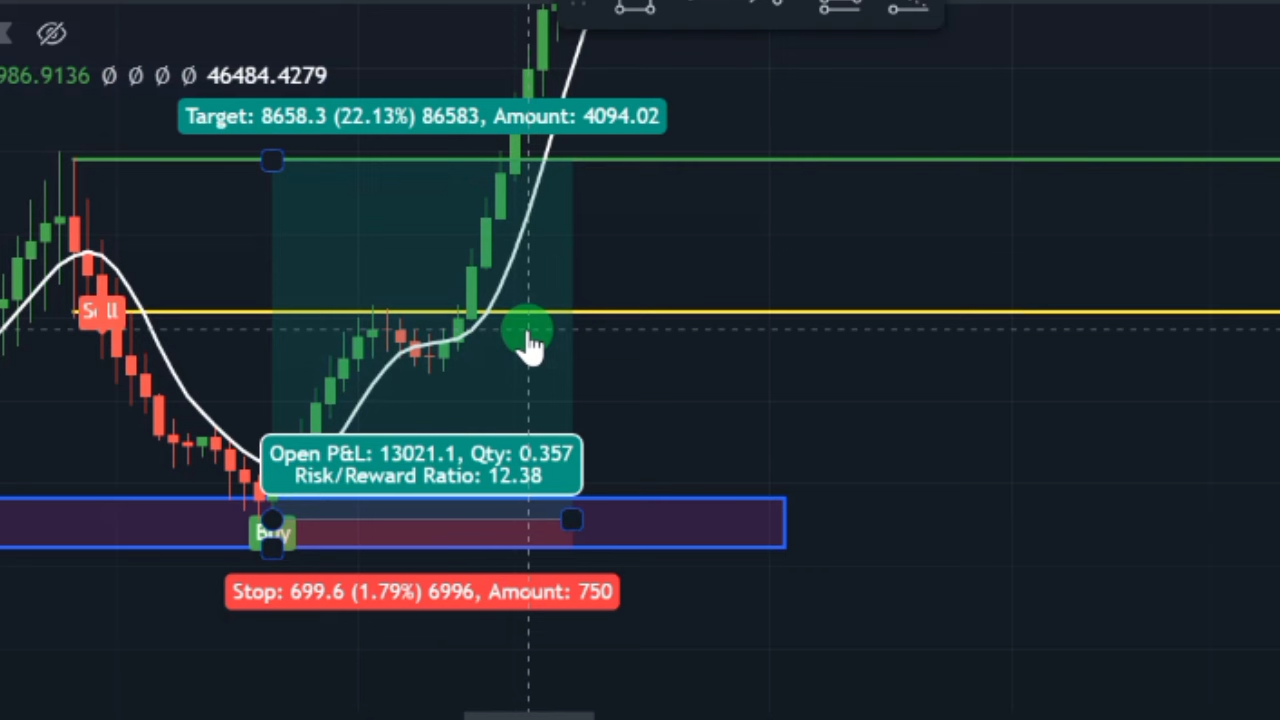 986.9136 Ø Ø Ø Ø 46484.4279
Target: 8658.3 (22.13%) 86583, Amount: 4094.02
Sell
Open P&L: 13021.1, Qty: 0.357
Risk/Reward Ratio: 12.38
Buy
Stop: 699.6 (1.79%) 6996, Amount: 750